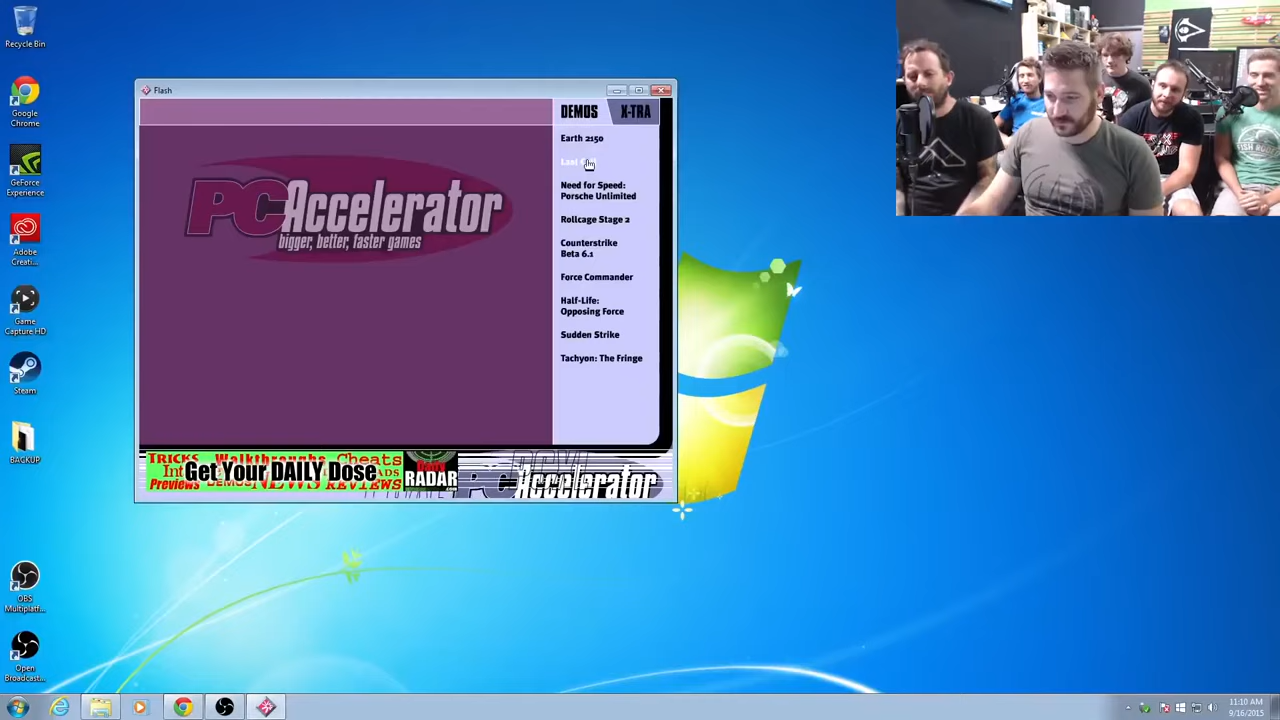 Recycle Bin
Google
Chrome
GeForce
Experience
Adobe
Creati...
Game
Capture HD
Steam
BACKUP
OBS
Multiplatf...
Open
Broadcast...
Flash
DEMOS X-TRA
Earth 2150
Last
Need for Speed:
Porsche Unlimited
Rollcage Stage 2
Counterstrike
Beta 6.1
Force Commander
Half-Life:
Opposing Force
Sudden Strike
Tachyon: The Fringe
PC Accelerator
bigger, better, faster games
TRICKS Walkthroughs Cheats
Get Your DAILY Dose
Previews DEMOS NEWS REVIEWS
DAILY
RADAR
PC Accelerator
11:10 AM
9/16/2015